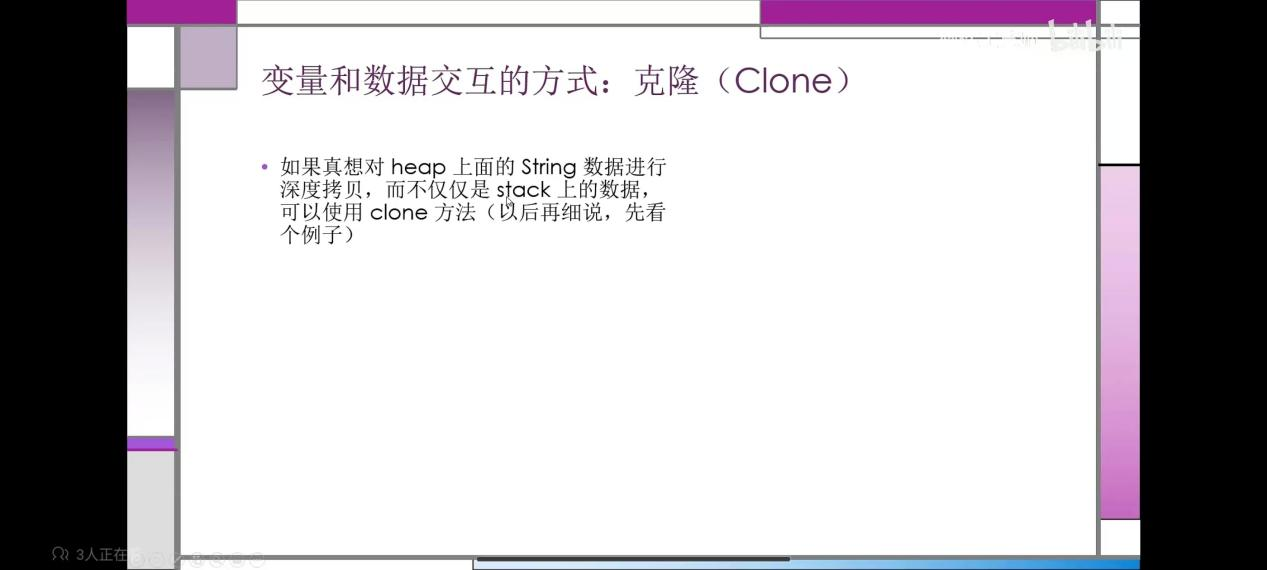 变量和数据交互的方式：克隆（Clone）
• 如果真想对 heap 上面的 String 数据进行
深度拷贝，而不仅仅是 stack 上的数据，
可以使用 clone 方法（以后再细说，先看
个例子）
bilibili
3人正在